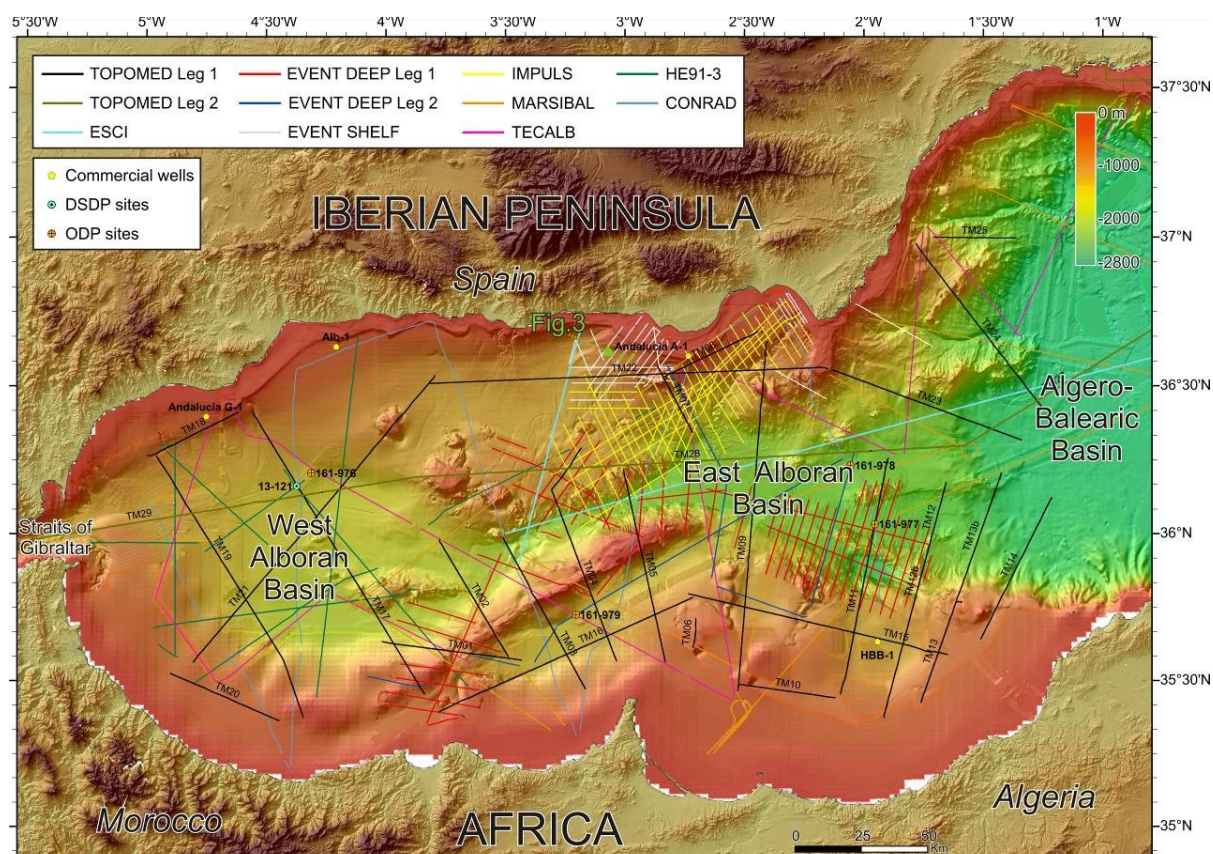 5°30'W 5°W 4°30'W 4°W 3°30'W 3°W 2°30'W 2°W 1°30'W 1°W
TOPOMED Leg 1
EVENT DEEP Leg 1
IMPULS
HE91-3
TOPOMED Leg 2
EVENT DEEP Leg 2
MARSIBAL
CONRAD
ESCI
EVENT SHELF
TECALB
Commercial wells
DSDP sites
ODP sites
37°30'N
0 m
-1000
-2000
-2800
IBERIAN PENINSULA
37°N
TM25
Spain
Fig.3
TM24
Alb-1
Andalucia A-1
TM22
36°30'N
Andalucia G-1
TM18
TM23
Algero-
Balearic
Basin
TM28
161-976
13-121
East Alboran
Basin
161-978
161-977
TM29
Straits of
Gibraltar
West
Alboran
Basin
36°N
TM19
TM21
TM17
TM02
TM05
TM09
TM12
TM13b
TM14
TM12b
TM11
161-979
TM16
TM03
TM06
TM15
HBB-1
TM13
TM01
TM20
TM10
35°30'N
Morocco
AFRICA
Algeria
35°N
0 25 50
Km